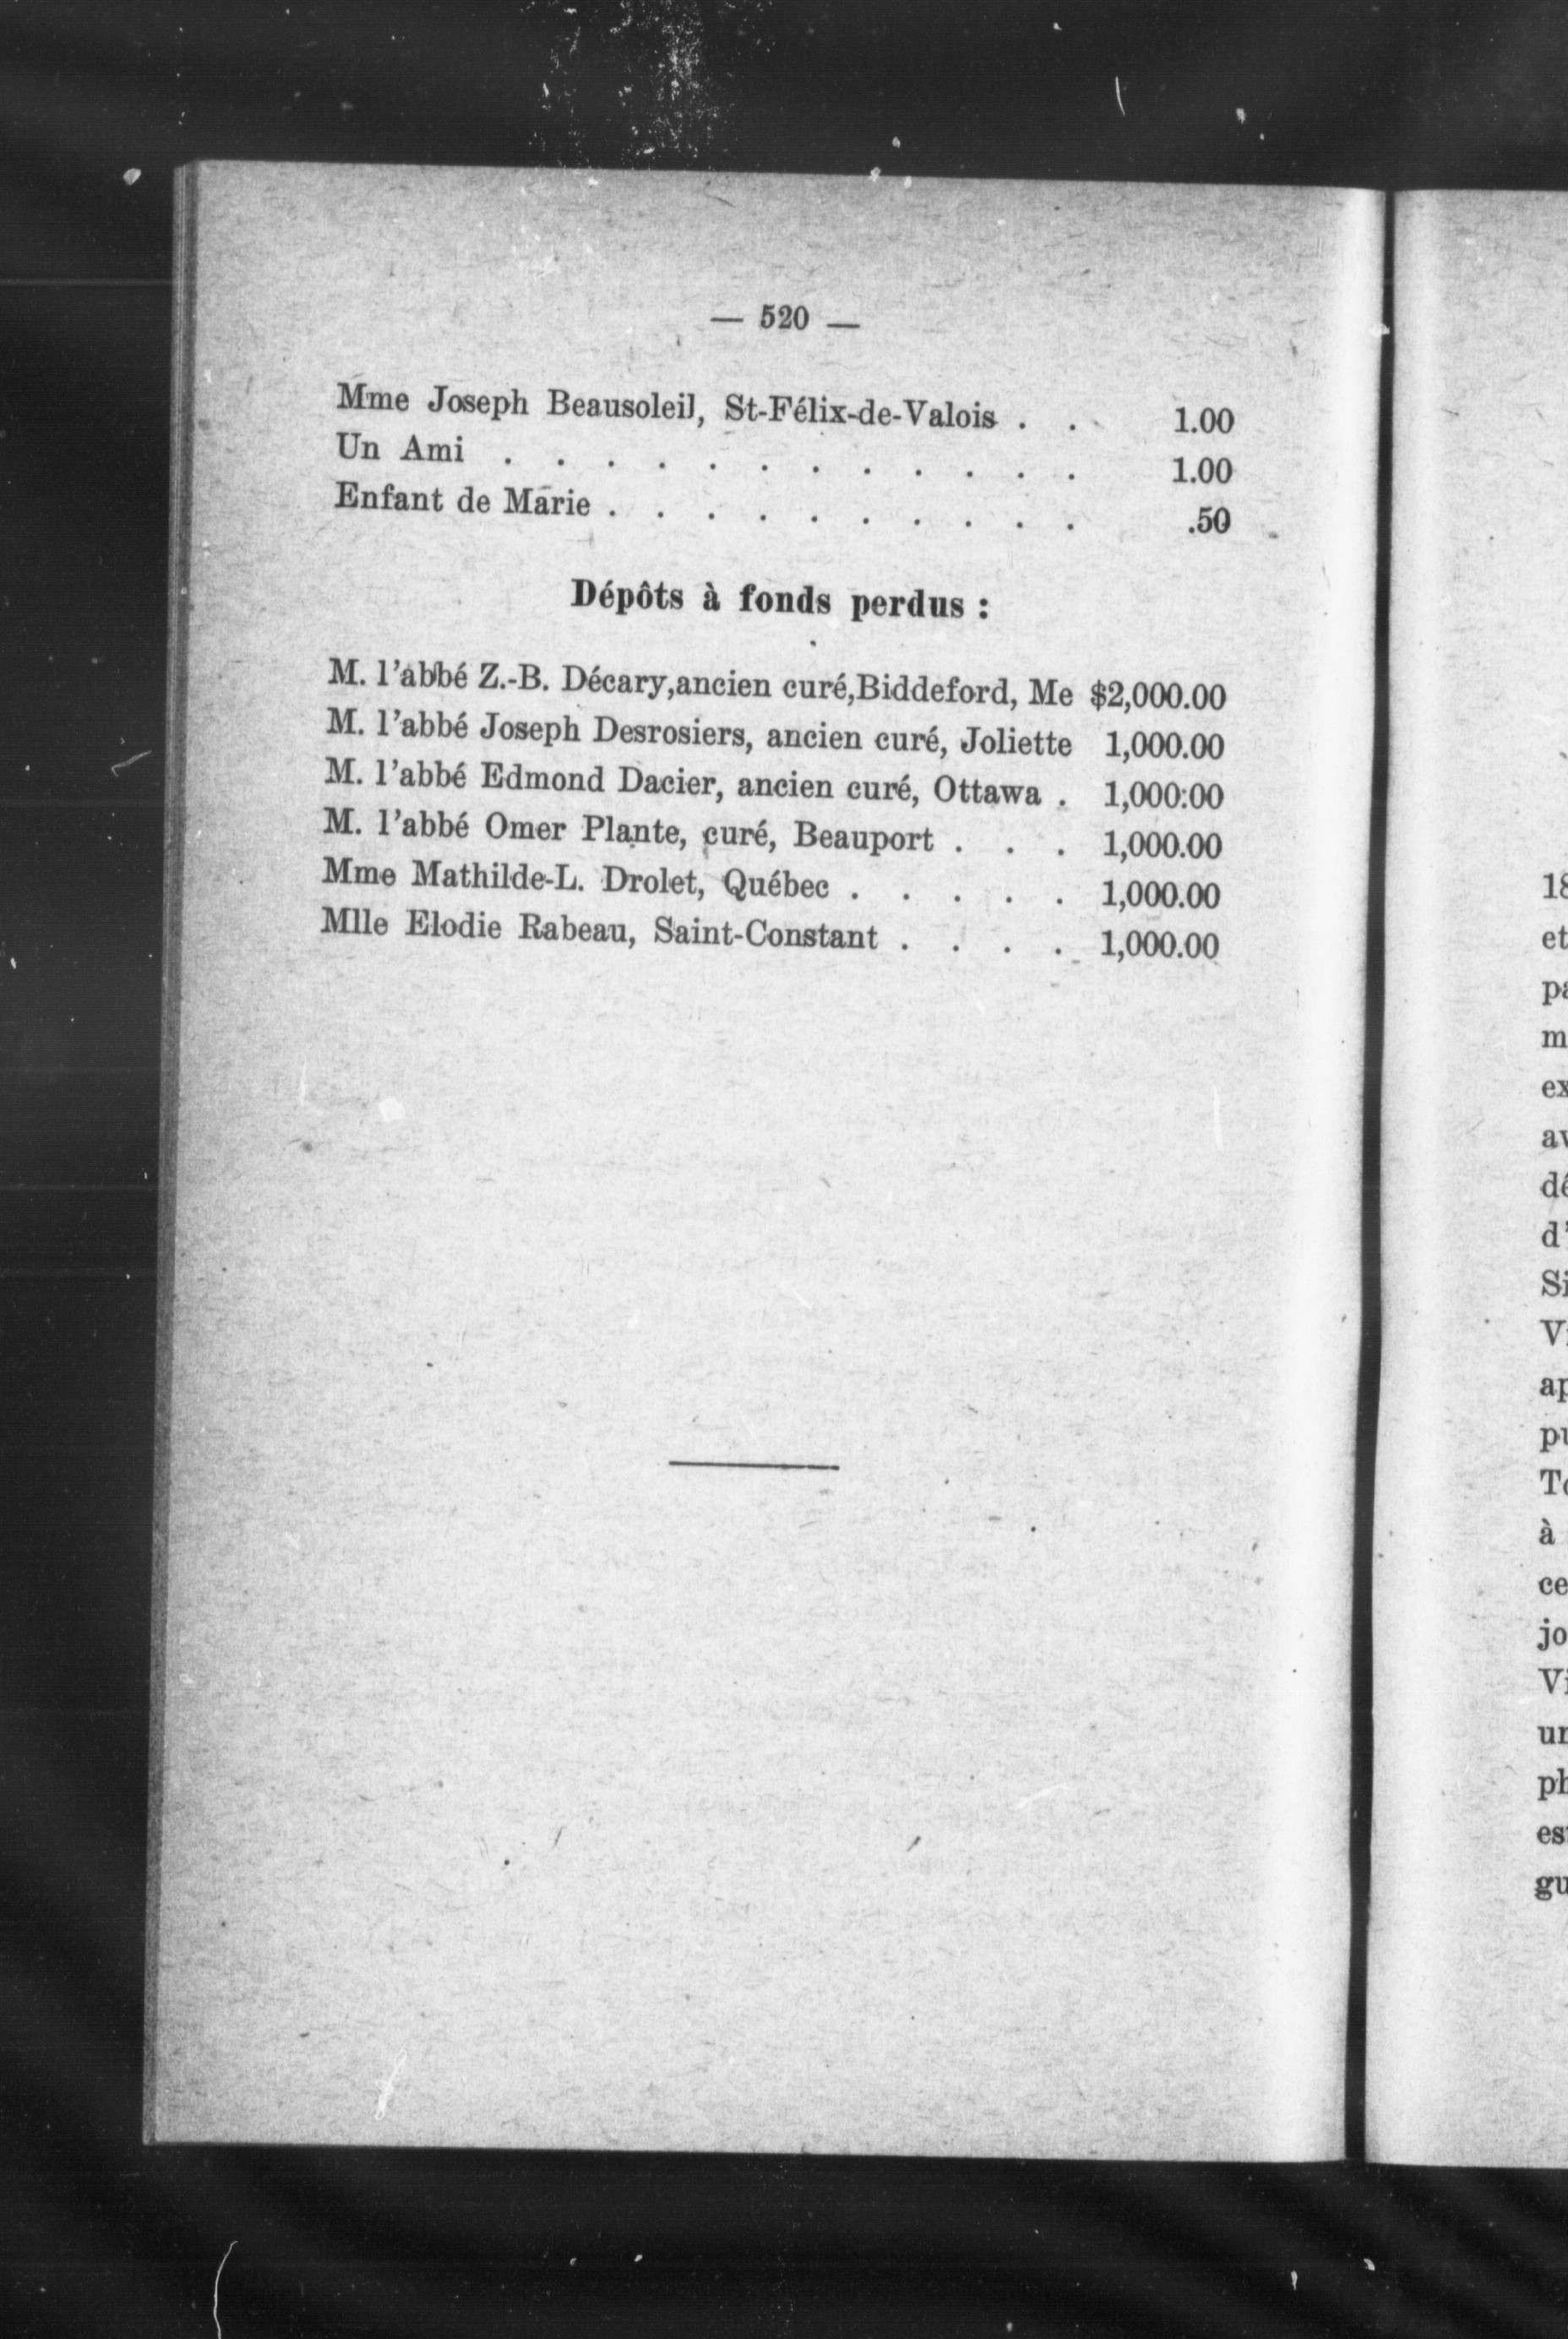 — 520 —
Mme Joseph Beausoleil, St-Félix-de-Valois . . 1.00
Un Ami . . . . . . . . . . . . 1.00
Enfant de Marie . . . . . . . . . . .50
Dépôts à fonds perdus :
M. l'abbé Z.-B. Décary,ancien curé,Biddeford, Me $2,000.00
M. l'abbé Joseph Desrosiers, ancien curé, Joliette 1,000.00
M. l'abbé Edmond Dacier, ancien curé, Ottawa . 1,000.00
M. l'abbé Omer Plante, curé, Beauport . . . 1,000.00
Mme Mathilde-L. Drolet, Québec . . . . . 1,000.00
Mlle Elodie Rabeau, Saint-Constant . . . . 1,000.00